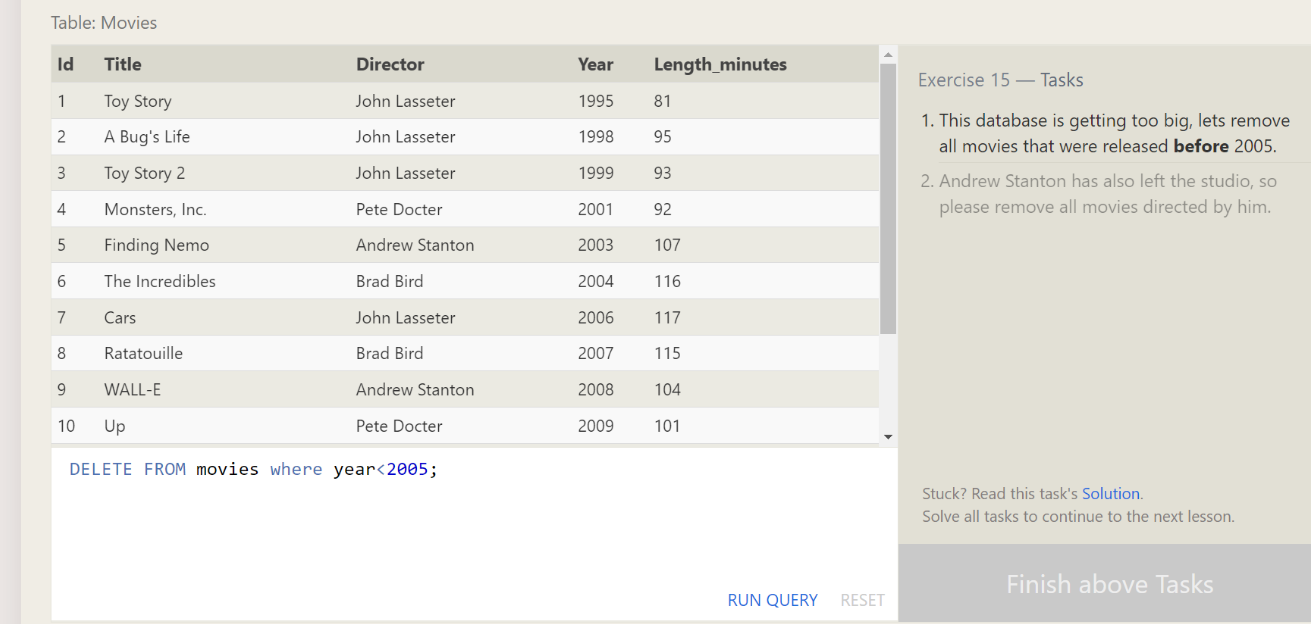 Table: Movies
Id Title Director Year Length_minutes
1 Toy Story John Lasseter 1995 81
2 A Bug's Life John Lasseter 1998 95
3 Toy Story 2 John Lasseter 1999 93
4 Monsters, Inc. Pete Docter 2001 92
5 Finding Nemo Andrew Stanton 2003 107
6 The Incredibles Brad Bird 2004 116
7 Cars John Lasseter 2006 117
8 Ratatouille Brad Bird 2007 115
9 WALL-E Andrew Stanton 2008 104
10 Up Pete Docter 2009 101
DELETE FROM movies where year<2005;
RUN QUERY RESET
Exercise 15 — Tasks
1. This database is getting too big, lets remove
all movies that were released before 2005.
2. Andrew Stanton has also left the studio, so
please remove all movies directed by him.
Stuck? Read this task's Solution.
Solve all tasks to continue to the next lesson.
Finish above Tasks